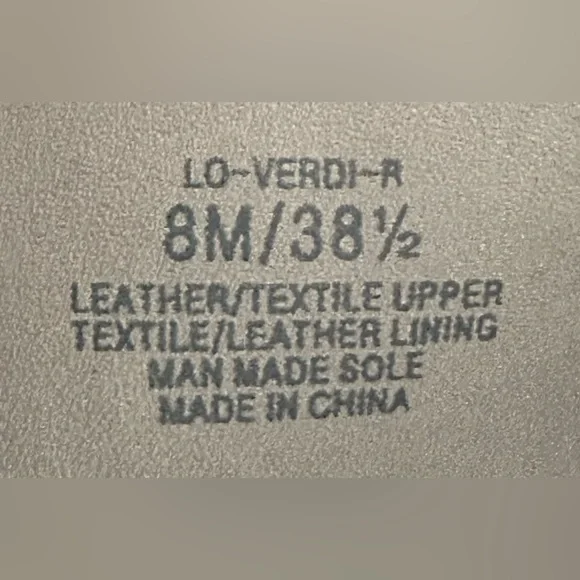 LO-VERDI-R
8M/38½
LEATHER/TEXTILE UPPER
TEXTILE/LEATHER LINING
MAN MADE SOLE
MADE IN CHINA